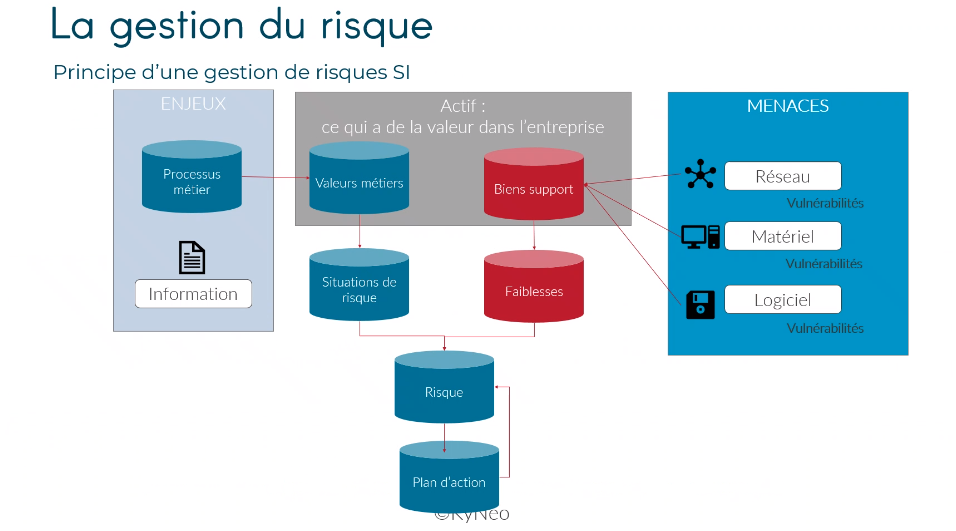 La gestion du risque
Principe d'une gestion de risques SI
ENJEUX
Processus
métier
Information
Actif :
ce qui a de la valeur dans l'entreprise
Valeurs métiers
Biens support
Situations de
risque
Faiblesses
Risque
Plan d'action
MENACES
Réseau
Vulnérabilités
Matériel
Vulnérabilités
Logiciel
Vulnérabilités
©KyNeo